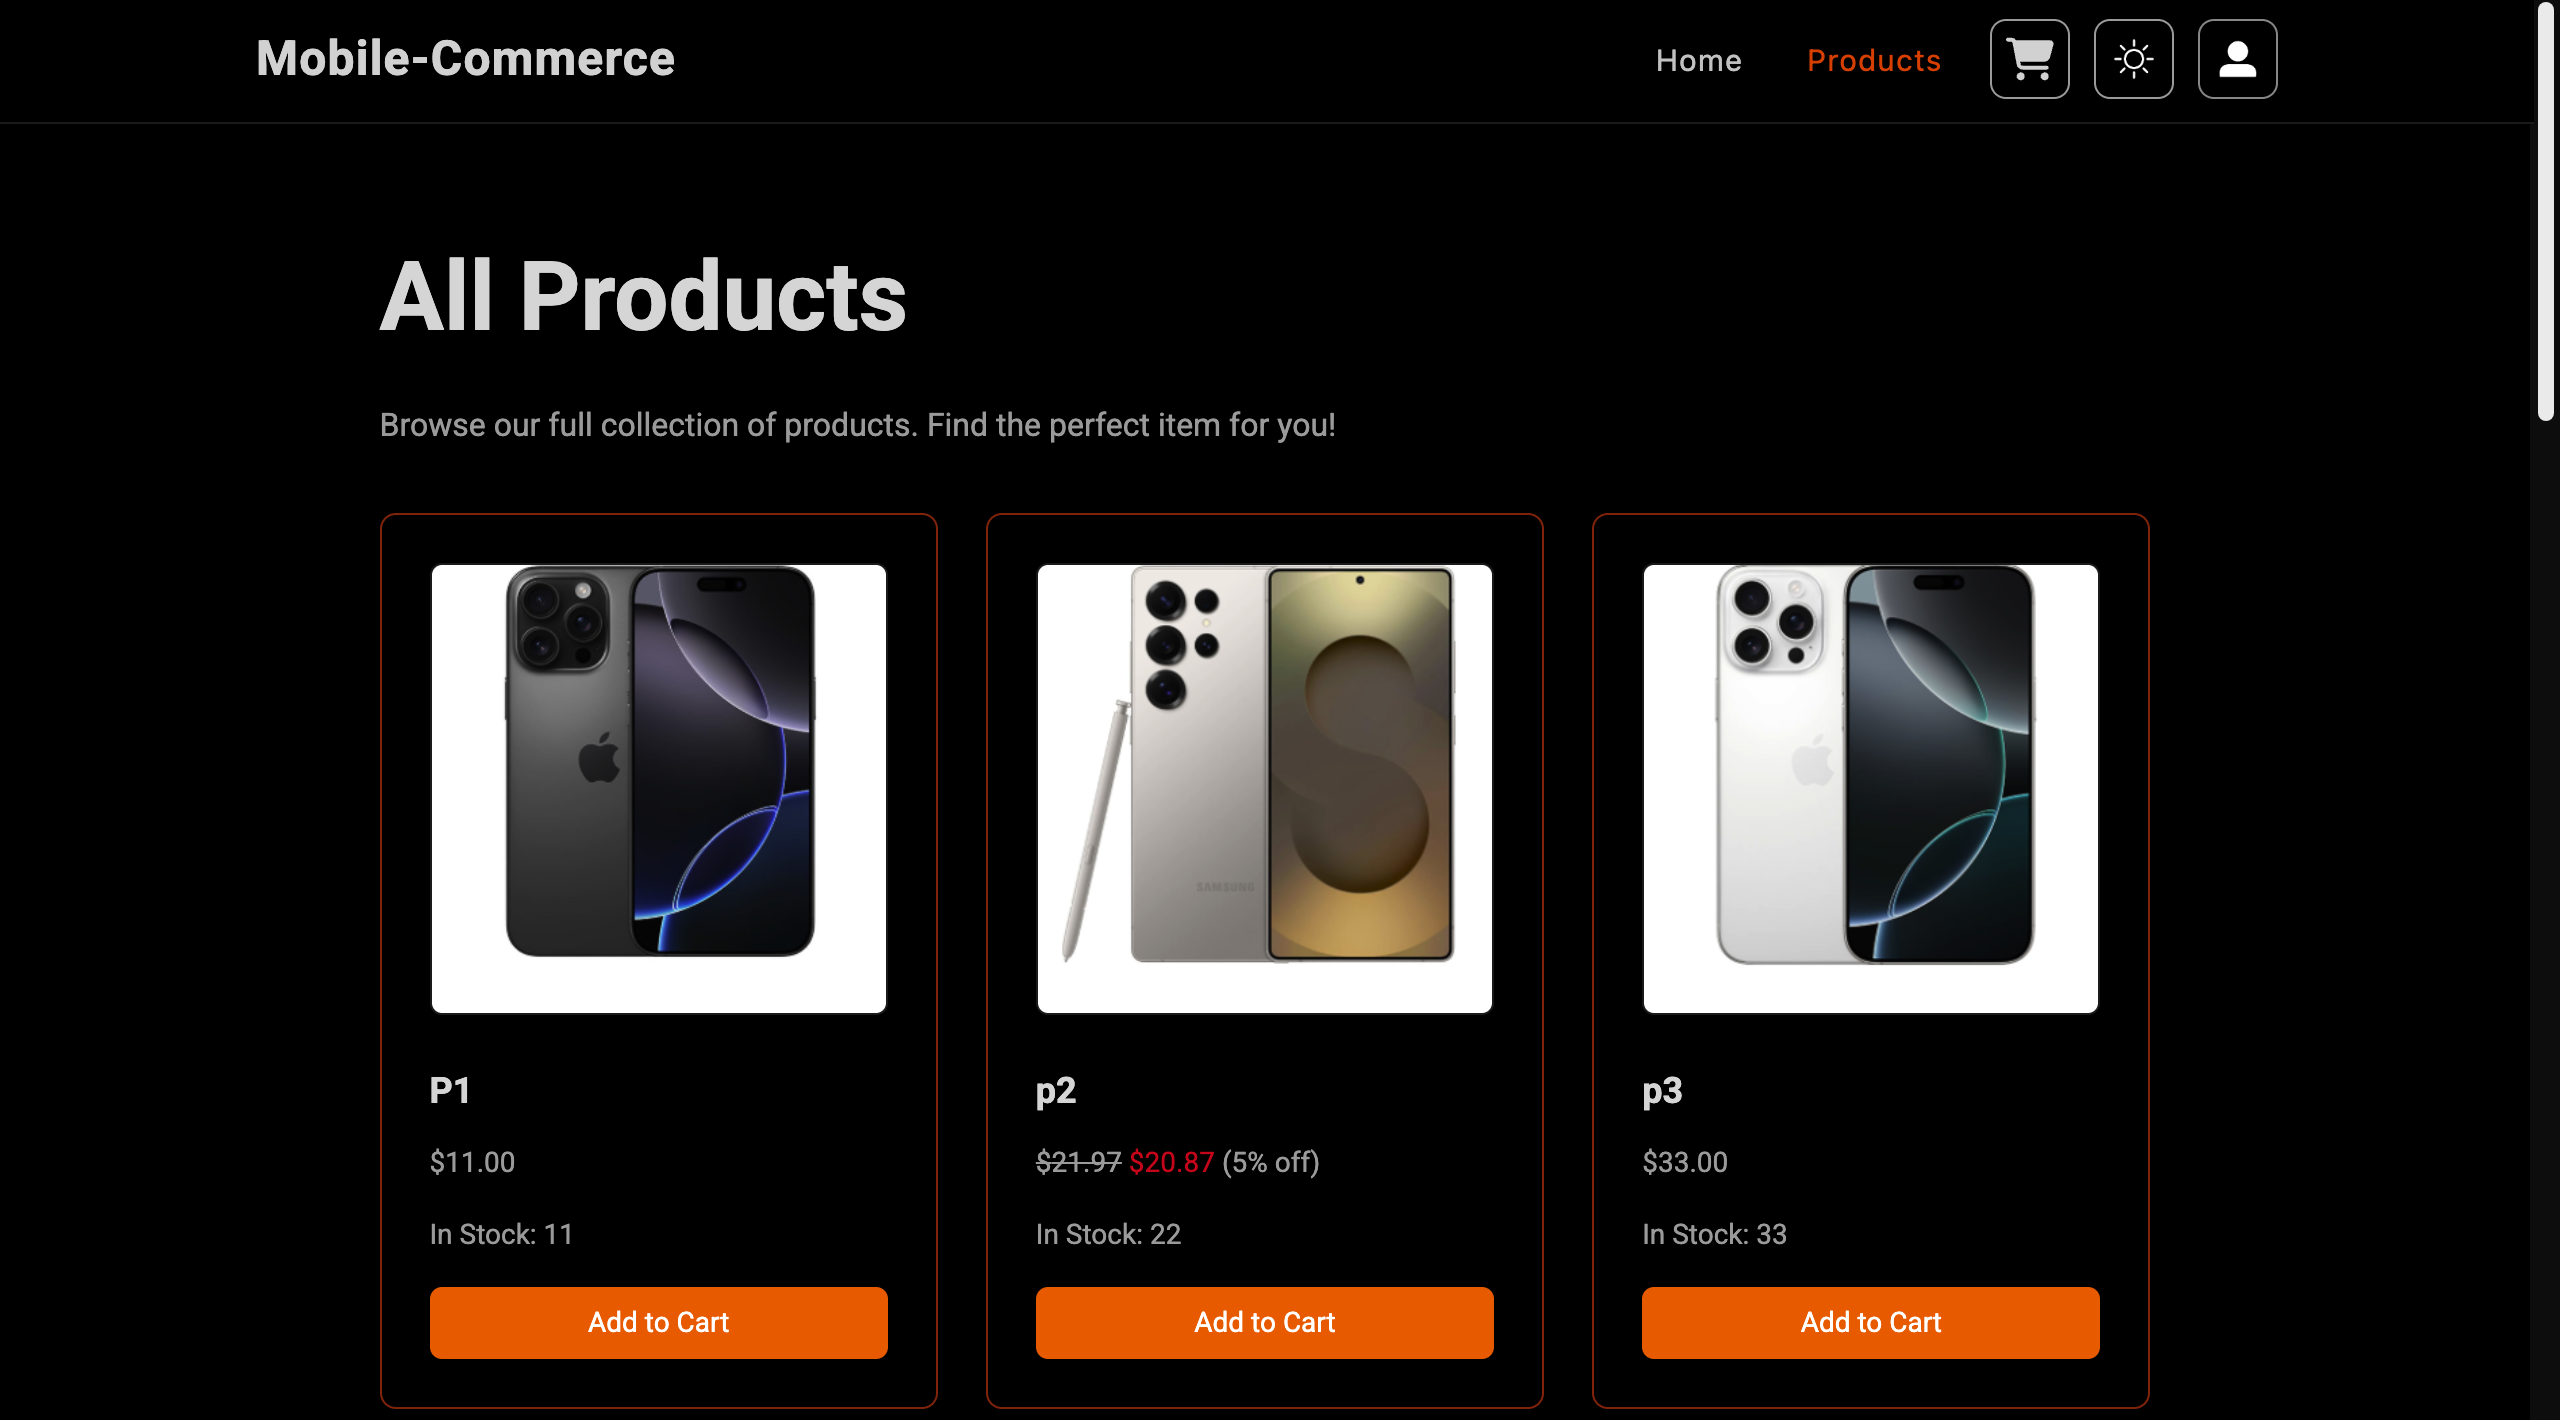 Mobile-Commerce
Home
Products
All Products
Browse our full collection of products. Find the perfect item for you!
SAMSUNG
P1
$11.00
In Stock: 11
Add to Cart
p2
$21.97 $20.87 (5% off)
In Stock: 22
Add to Cart
p3
$33.00
In Stock: 33
Add to Cart